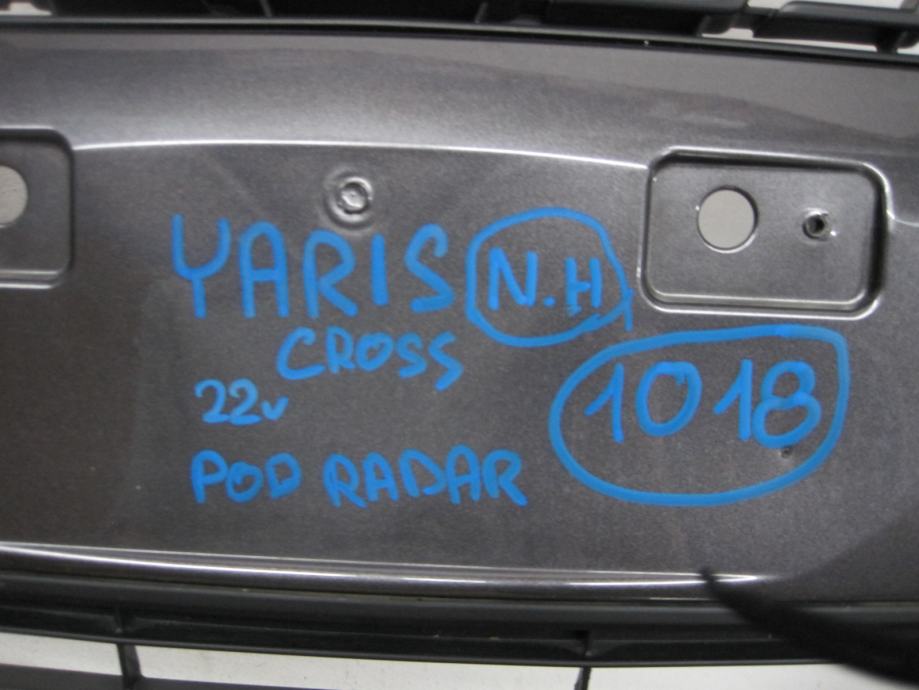 YARIS N.H
CROSS
22v
1018
POD RADAR